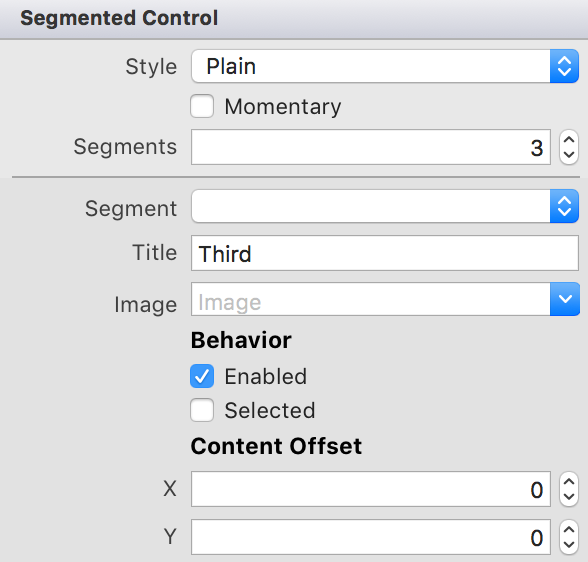 Segmented Control
Style Plain
Momentary
Segments 3
Segment
Title Third
Image Image
Behavior
Enabled
Selected
Content Offset
X 0
Y 0